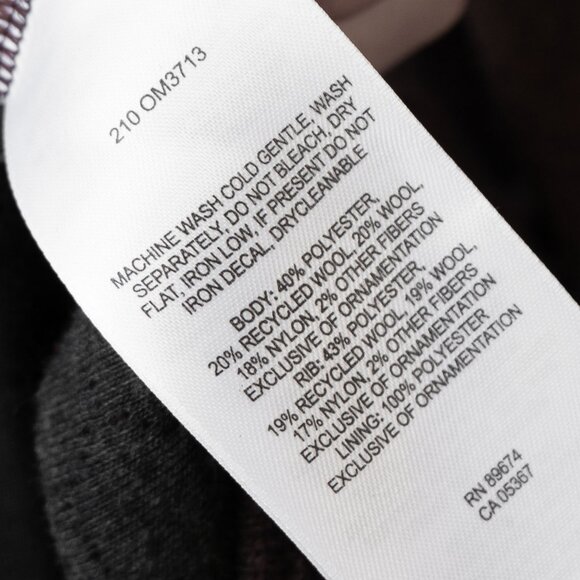 210 OM3713
MACHINE WASH COLD GENTLE, WASH
SEPARATELY, DO NOT BLEACH, DRY
FLAT, IRON LOW, IF PRESENT DO NOT
IRON DECAL, DRYCLEANABLE
BODY: 40% POLYESTER,
20% RECYCLED WOOL, 20% WOOL,
18% NYLON, 2% OTHER FIBERS
EXCLUSIVE OF ORNAMENTATION
RIB: 43% POLYESTER,
19% RECYCLED WOOL, 19% WOOL,
17% NYLON, 2% OTHER FIBERS
EXCLUSIVE OF ORNAMENTATION
LINING: 100% POLYESTER
EXCLUSIVE OF ORNAMENTATION
RN 89674
CA 05367